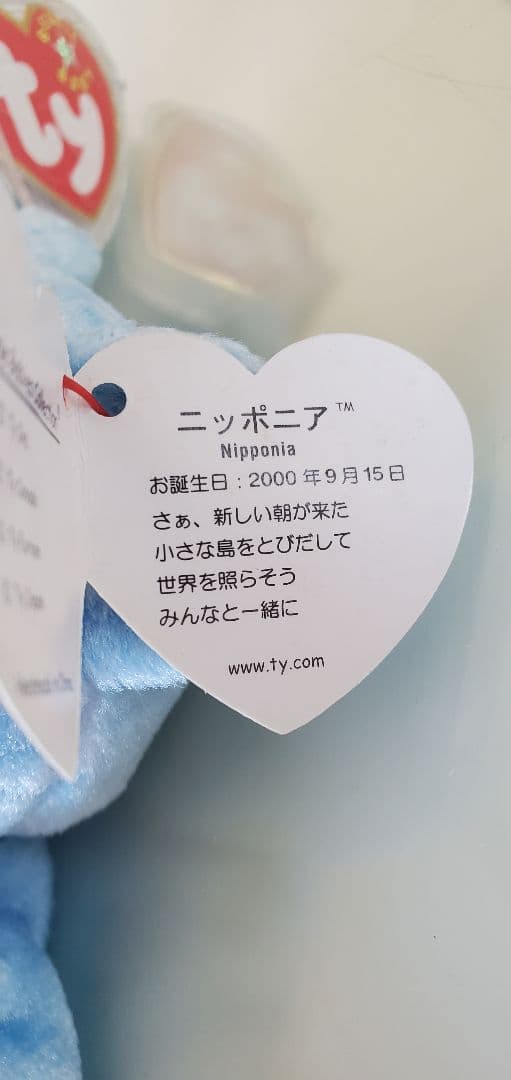 ty
ニッポニア™
Nipponia
お誕生日：2000年9月15日
さぁ、新しい朝が来た
小さな島をとびだして
世界を照らそう
みんなと一緒に
www.ty.com